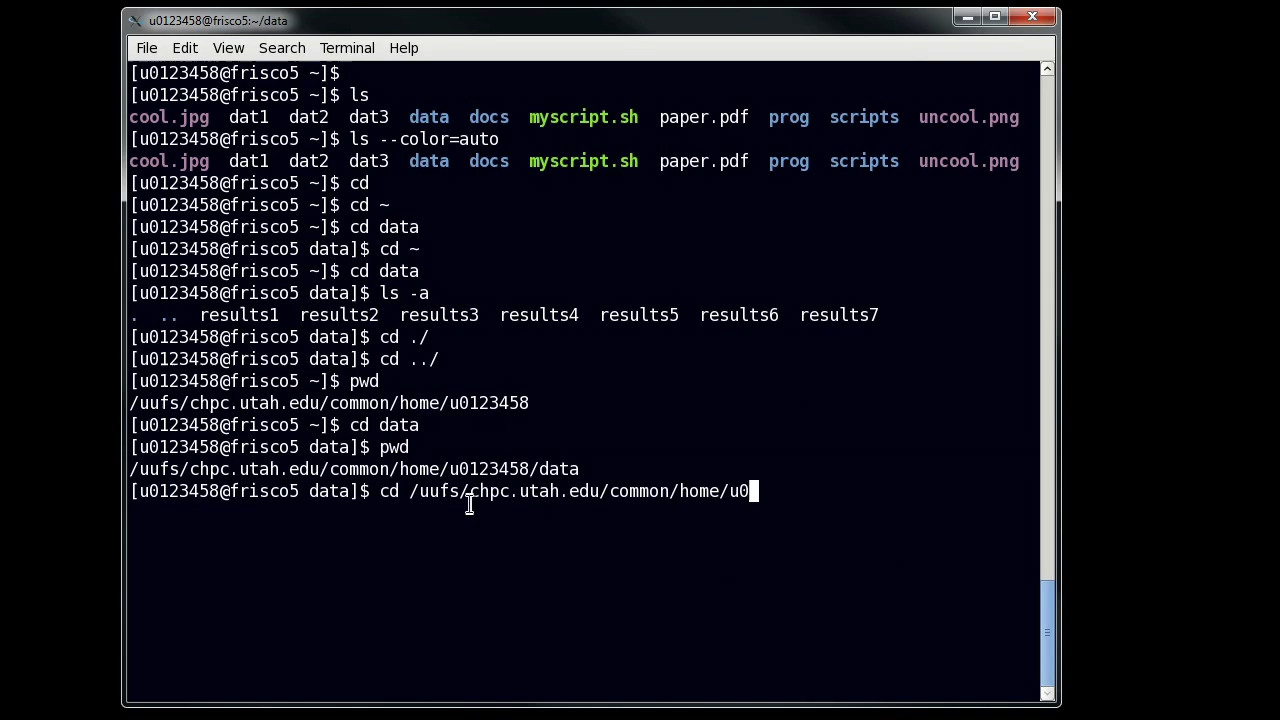 u0123458@frisco5:~/data
File Edit View Search Terminal Help
[u0123458@frisco5 ~]$
[u0123458@frisco5 ~]$ ls
cool.jpg dat1 dat2 dat3 data docs myscript.sh paper.pdf prog scripts uncool.png
[u0123458@frisco5 ~]$ ls --color=auto
cool.jpg dat1 dat2 dat3 data docs myscript.sh paper.pdf prog scripts uncool.png
[u0123458@frisco5 ~]$ cd
[u0123458@frisco5 ~]$ cd ~
[u0123458@frisco5 ~]$ cd data
[u0123458@frisco5 data]$ cd ~
[u0123458@frisco5 ~]$ cd data
[u0123458@frisco5 data]$ ls -a
. .. results1 results2 results3 results4 results5 results6 results7
[u0123458@frisco5 data]$ cd ./
[u0123458@frisco5 data]$ cd ../
[u0123458@frisco5 ~]$ pwd
/uufs/chpc.utah.edu/common/home/u0123458
[u0123458@frisco5 ~]$ cd data
[u0123458@frisco5 data]$ pwd
/uufs/chpc.utah.edu/common/home/u0123458/data
[u0123458@frisco5 data]$ cd /uufs/chpc.utah.edu/common/home/u0